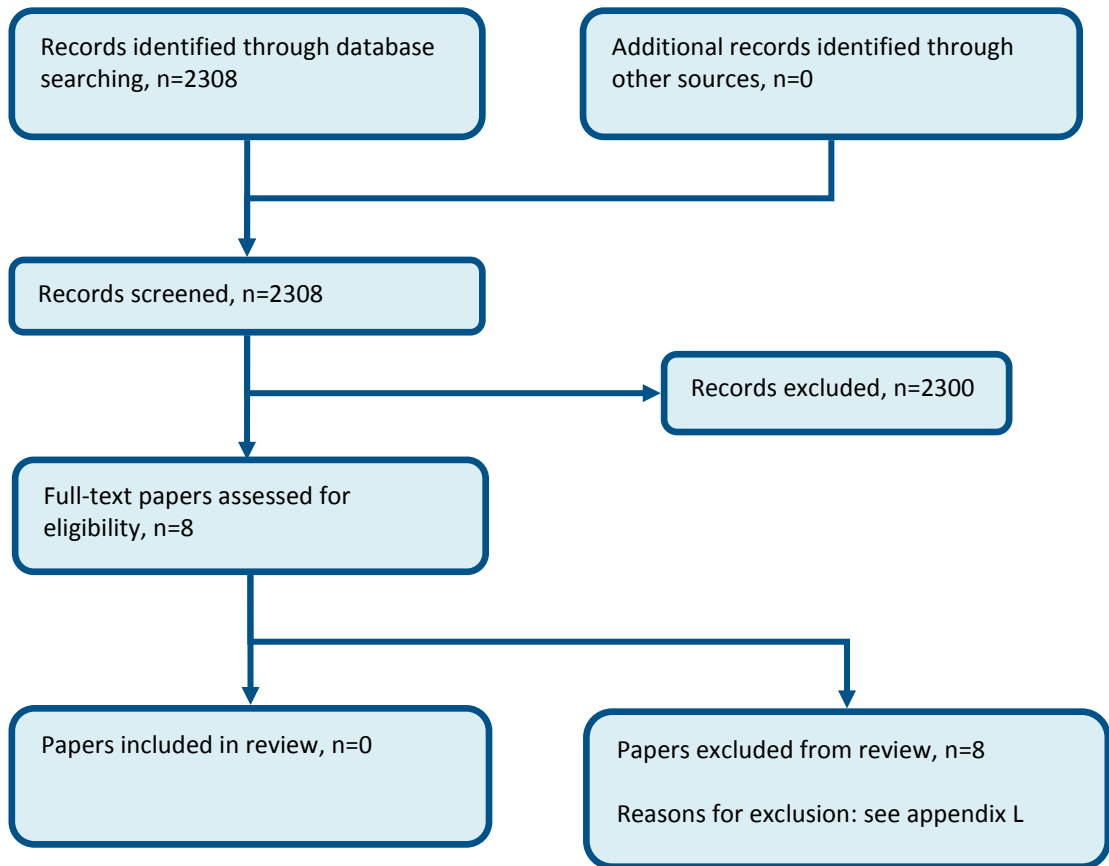 Records identified through database
searching, n=2308
Additional records identified through
other sources, n=0
Records screened, n=2308
Records excluded, n=2300
Full-text papers assessed for
eligibility, n=8
Papers included in review, n=0
Papers excluded from review, n=8
Reasons for exclusion: see appendix L